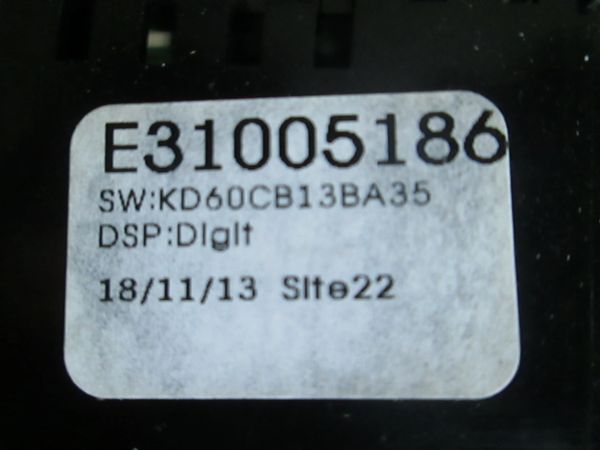 E31005186
SW:KD60CB13BA35
DSP:Digit
18/11/13 Site22